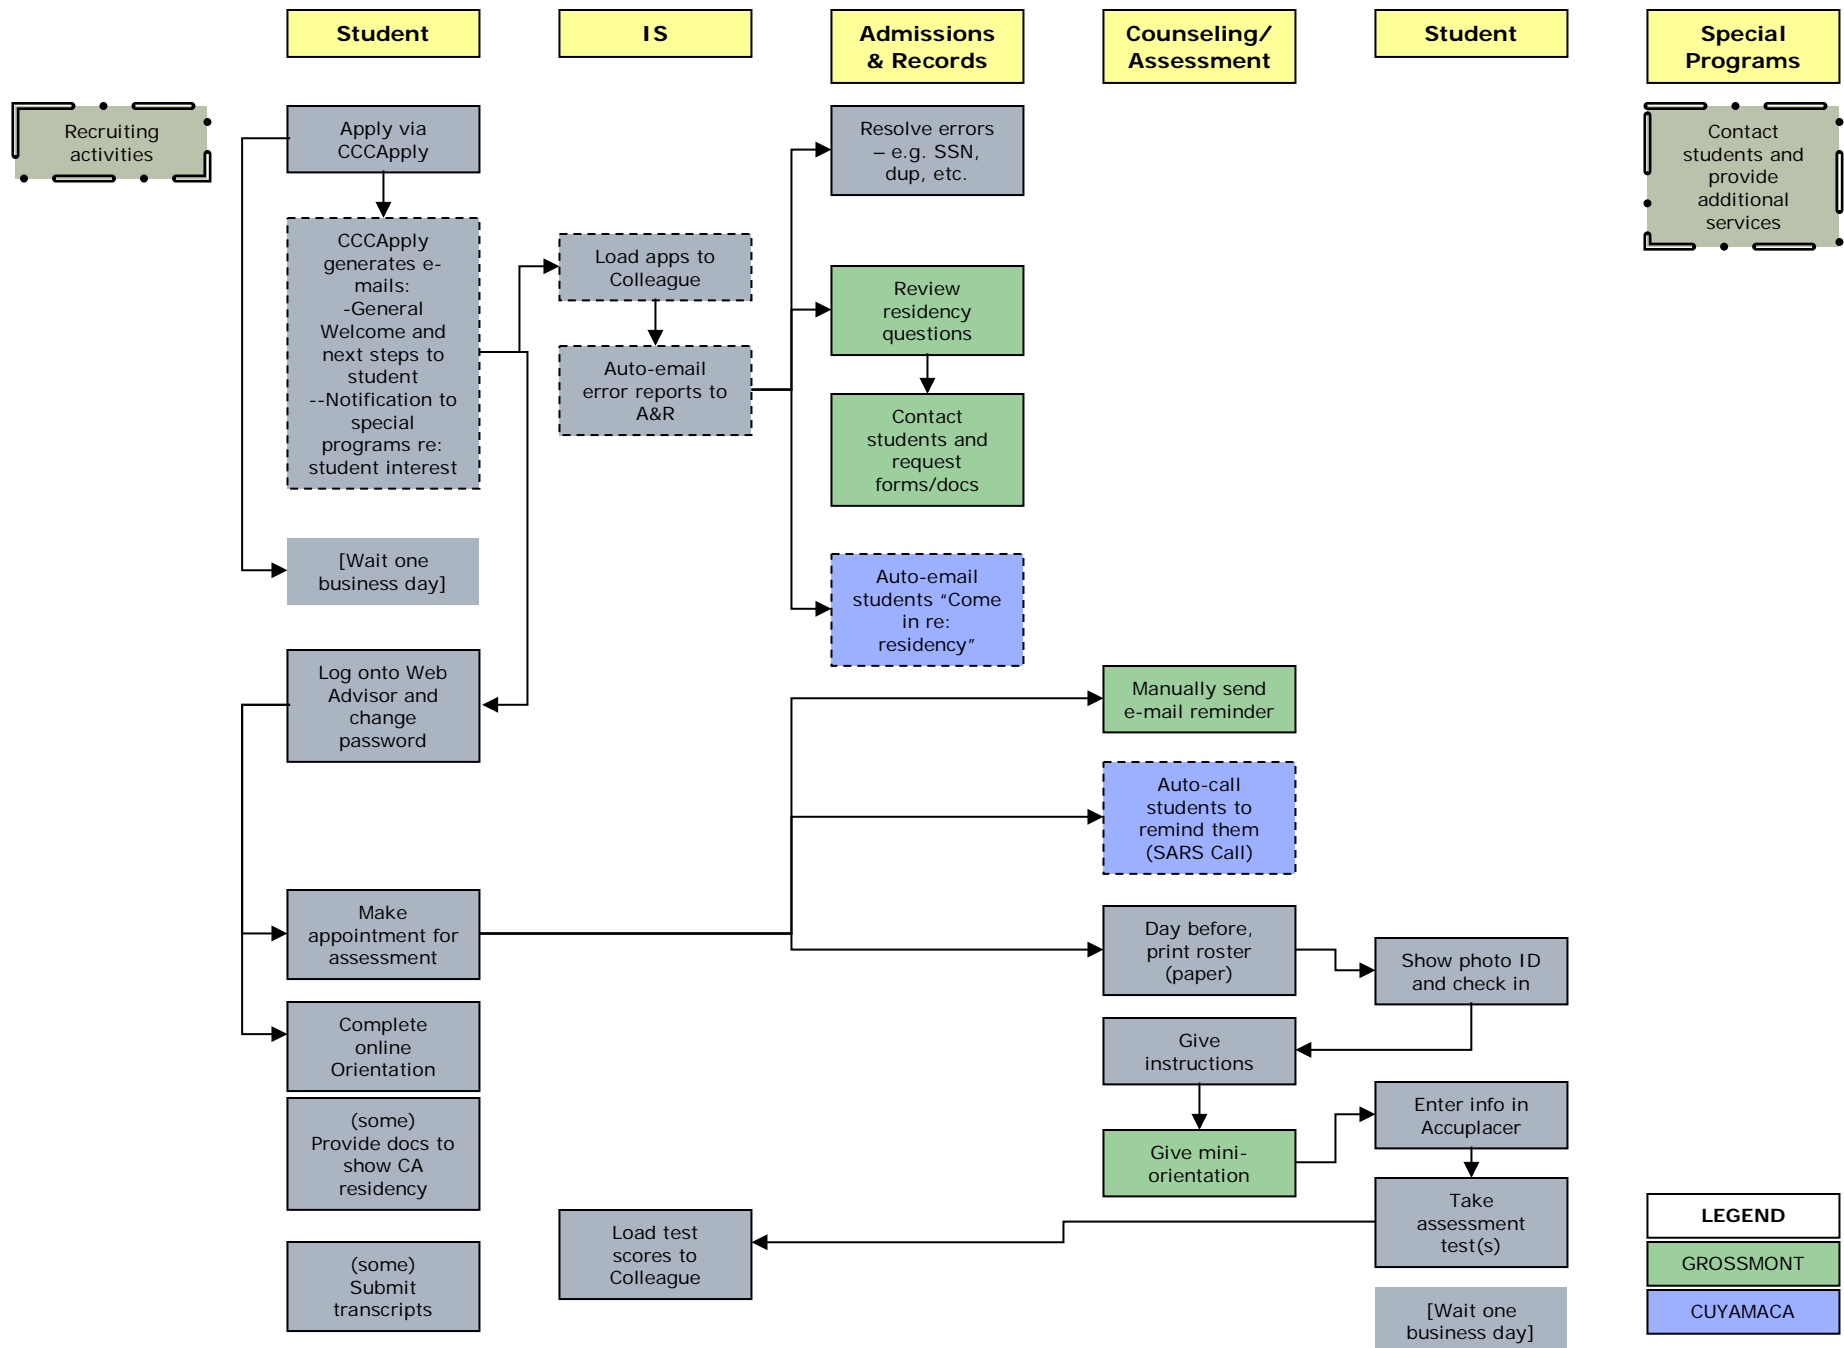 Student
IS
Admissions
& Records
Counseling/
Assessment
Student
Special
Programs
Recruiting
activities
Apply via
CCCApply
Resolve errors
– e.g. SSN,
dup, etc.
Contact
students and
provide
additional
services
CCCApply
generates e-
mails:
-General
Welcome and
next steps to
student
--Notification to
special
programs re:
student interest
Load apps to
Colleague
Review
residency
questions
Auto-email
error reports to
A&R
Contact
students and
request
forms/docs
[Wait one
business day]
Auto-email
students “Come
in re:
residency”
Log onto Web
Advisor and
change
password
Manually send
e-mail reminder
Auto-call
students to
remind them
(SARS Call)
Make
appointment for
assessment
Day before,
print roster
(paper)
Show photo ID
and check in
Complete
online
Orientation
Give
instructions
(some)
Provide docs to
show CA
residency
Enter info in
Accuplacer
Give mini-
orientation
Take
assessment
test(s)
Load test
scores to
Colleague
(some)
Submit
transcripts
[Wait one
business day]
LEGEND
GROSSMONT
CUYAMACA